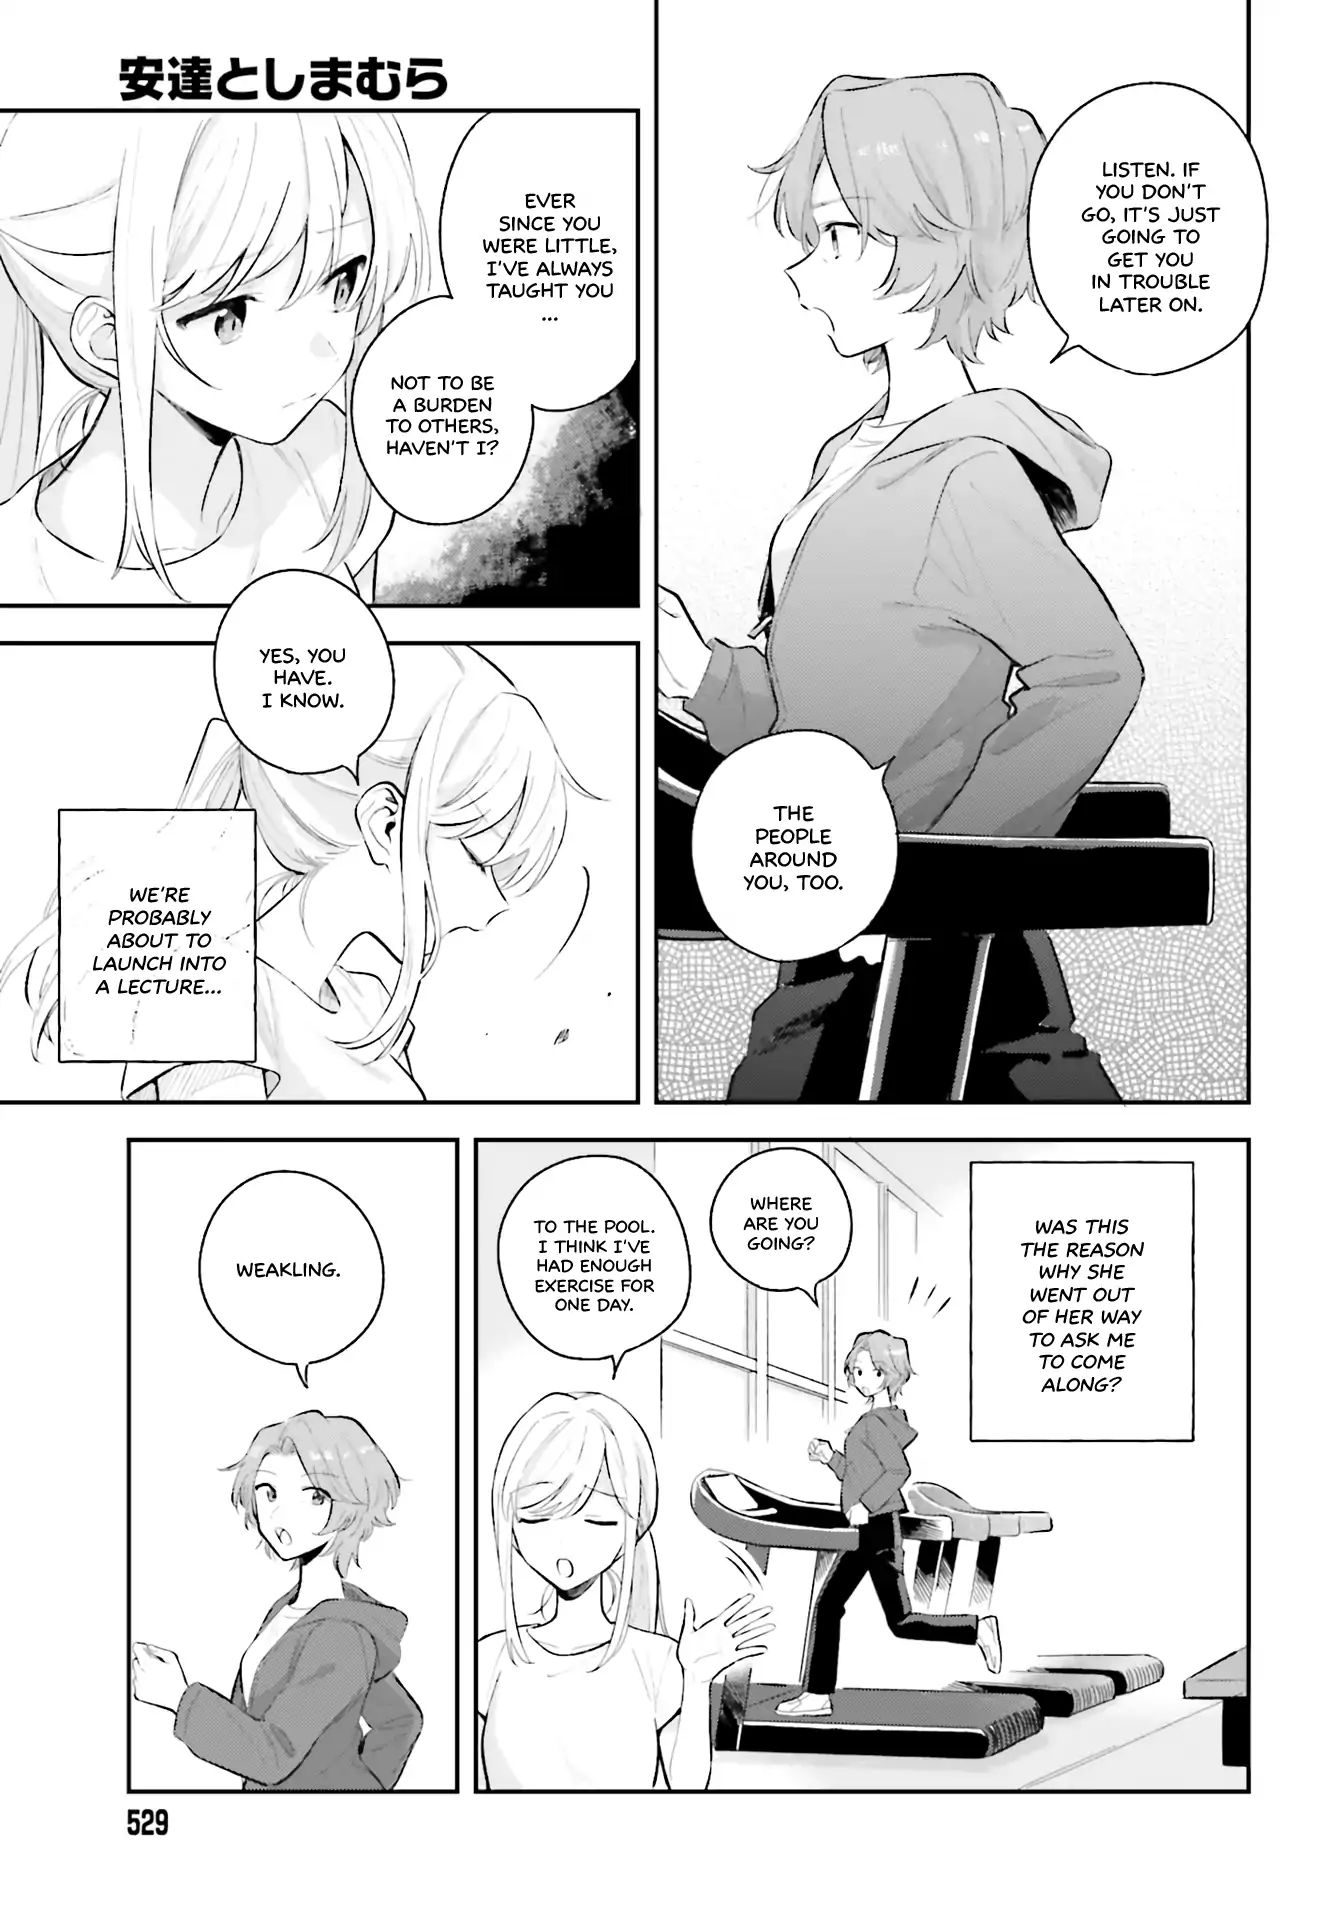 安達としまむら
LISTEN. IF
YOU DON'T
GO, IT'S JUST
GOING TO
GET YOU
IN TROUBLE
LATER ON.
THE
PEOPLE
AROUND
YOU, TOO.
EVER
SINCE YOU
WERE LITTLE,
I'VE ALWAYS
TAUGHT YOU
...
NOT TO BE
A BURDEN
TO OTHERS,
HAVEN'T I?
YES, YOU
HAVE.
I KNOW.
WE'RE
PROBABLY
ABOUT TO
LAUNCH INTO
A LECTURE...
WAS THIS
THE REASON
WHY SHE
WENT OUT
OF HER WAY
TO ASK ME
TO COME
ALONG?
WHERE
ARE YOU
GOING?
TO THE POOL.
I THINK I'VE
HAD ENOUGH
EXERCISE FOR
ONE DAY.
WEAKLING.
529